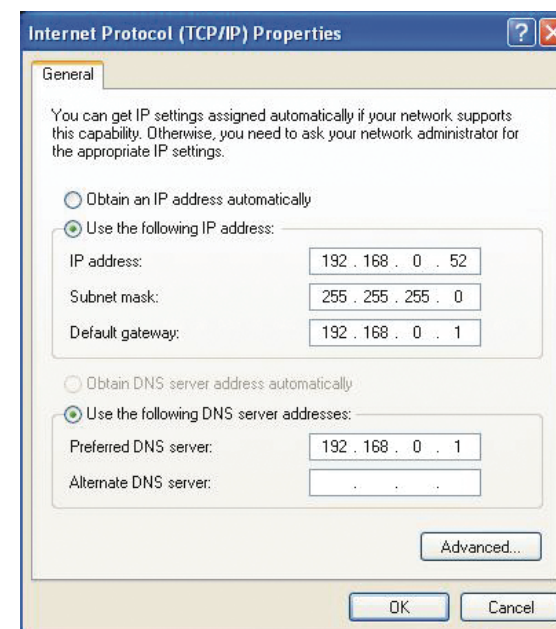 Internet Protocol (TCP/IP) Properties
General
You can get IP settings assigned automatically if your network supports
this capability. Otherwise, you need to ask your network administrator for
the appropriate IP settings.
Obtain an IP address automatically
Use the following IP address:
IP address: 192 . 168 . 0 . 52
Subnet mask: 255 . 255 . 255 . 0
Default gateway: 192 . 168 . 0 . 1
Obtain DNS server address automatically
Use the following DNS server addresses:
Preferred DNS server: 192 . 168 . 0 . 1
Alternate DNS server: . . .
Advanced...
OK Cancel